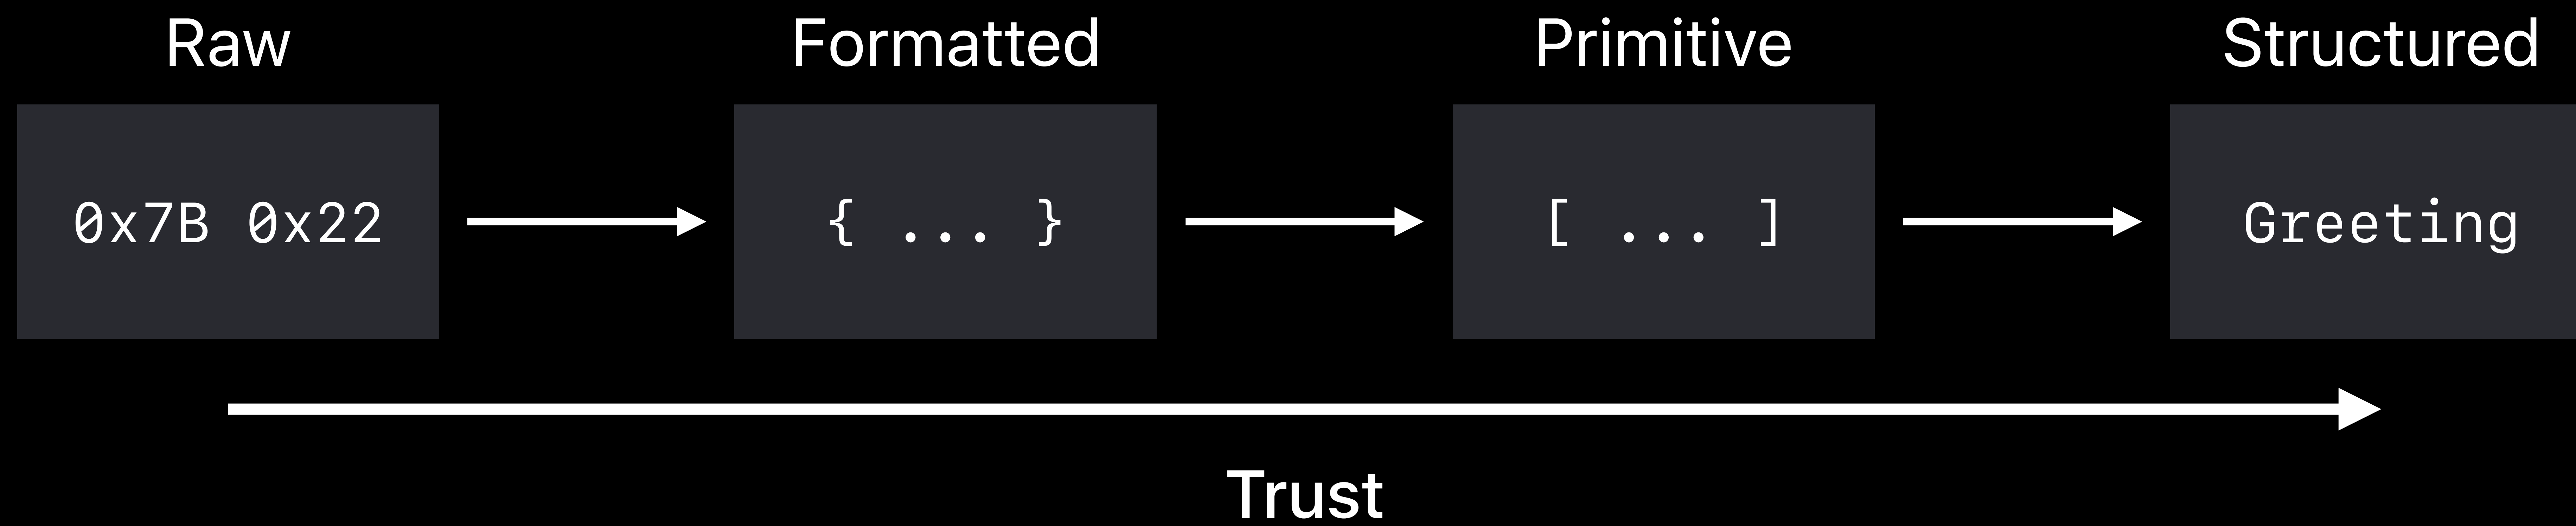 Raw
Formatted
Primitive
Structured
0x7B 0x22
{ ... }
[ ... ]
Greeting
Trust